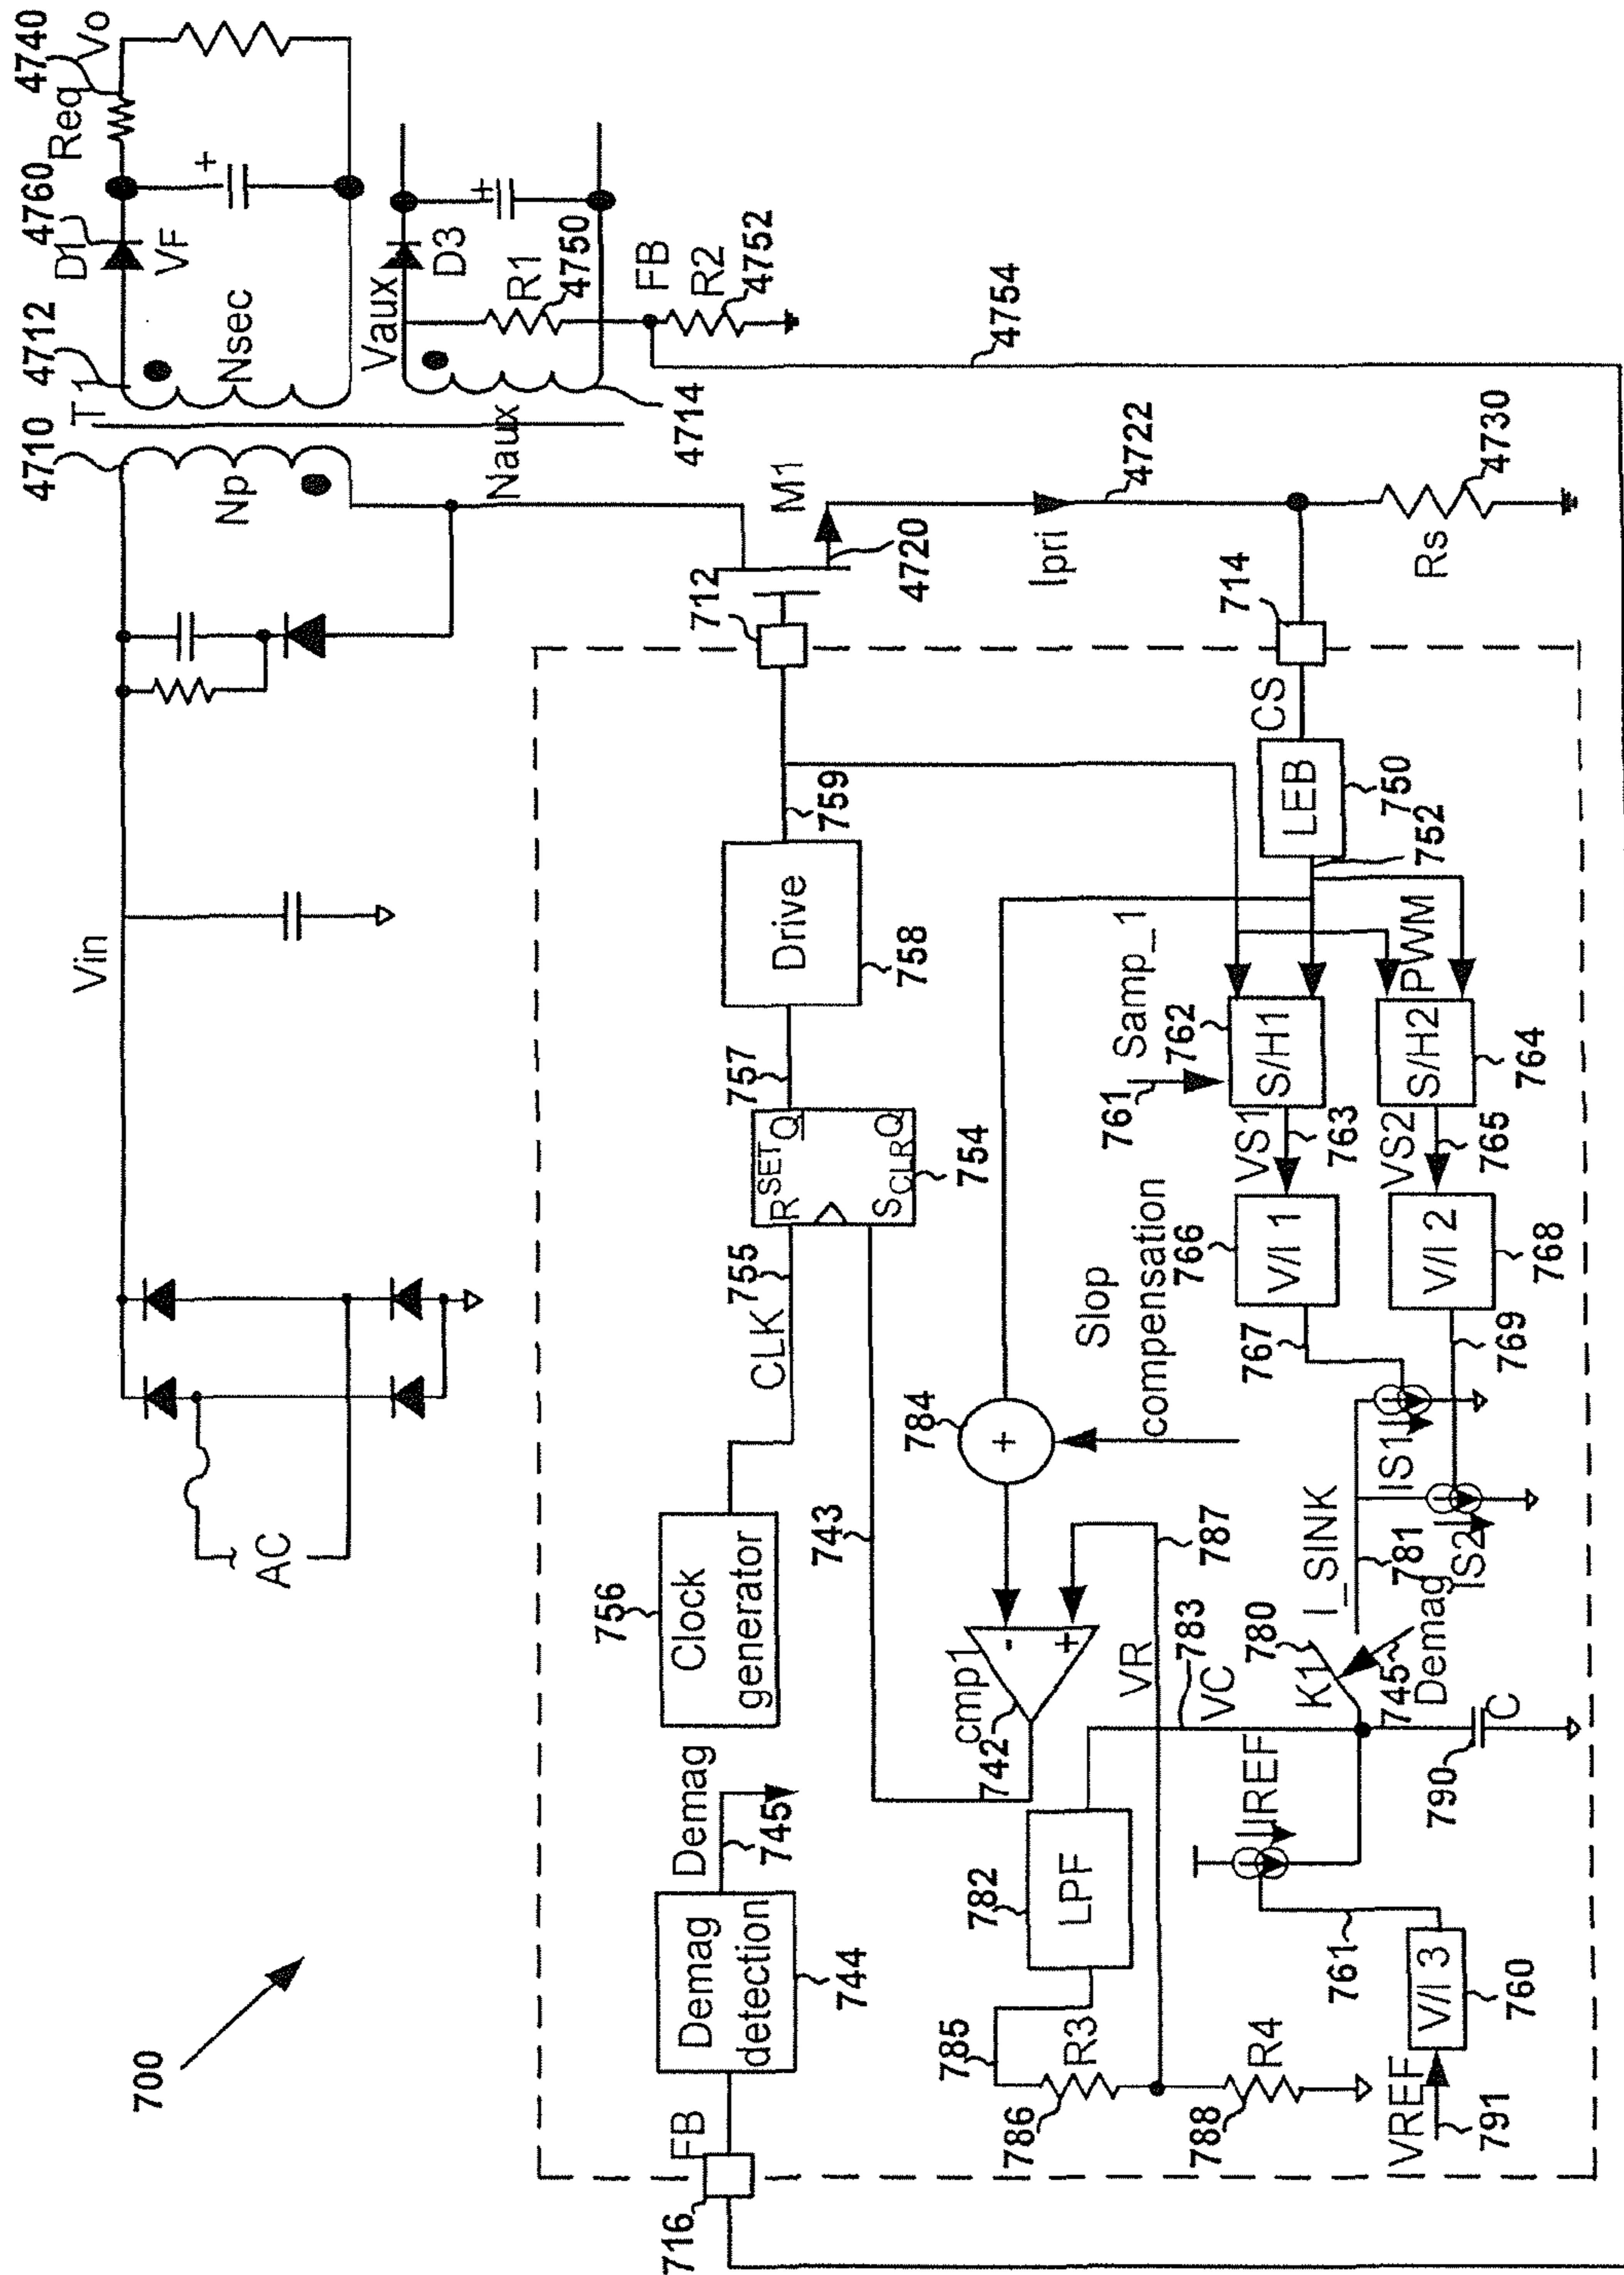 700
AC
Vin
4710
T 1
4712
4760
4740
D1
VF
Req
Vo
Np
Nsec
Naux
Vaux
D3
R1
4750
4714
FB
R2
4752
4754
M1
4720
712
Ipri
4722
714
Rs
4730
716
FB
Demag
detection
744
Demag
745
756
Clock
generator
CLK
755
R SET Q
S CLR Q
754
757
Drive
758
759
743
cmp1
-
+
742
784
+
Slop
compensation
CS
LEB
750
752
Samp_1
761
762
S/H1
PWM
S/H2
764
VS1
763
VS2
765
V/I 1
766
V/I 2
768
767
769
IS1
IS2
I_SINK
781
K1
780
745
Demag
787
VR
VC
783
LPF
782
785
R3
786
R4
788
IREF
C
790
761
V/I 3
760
VREF
791